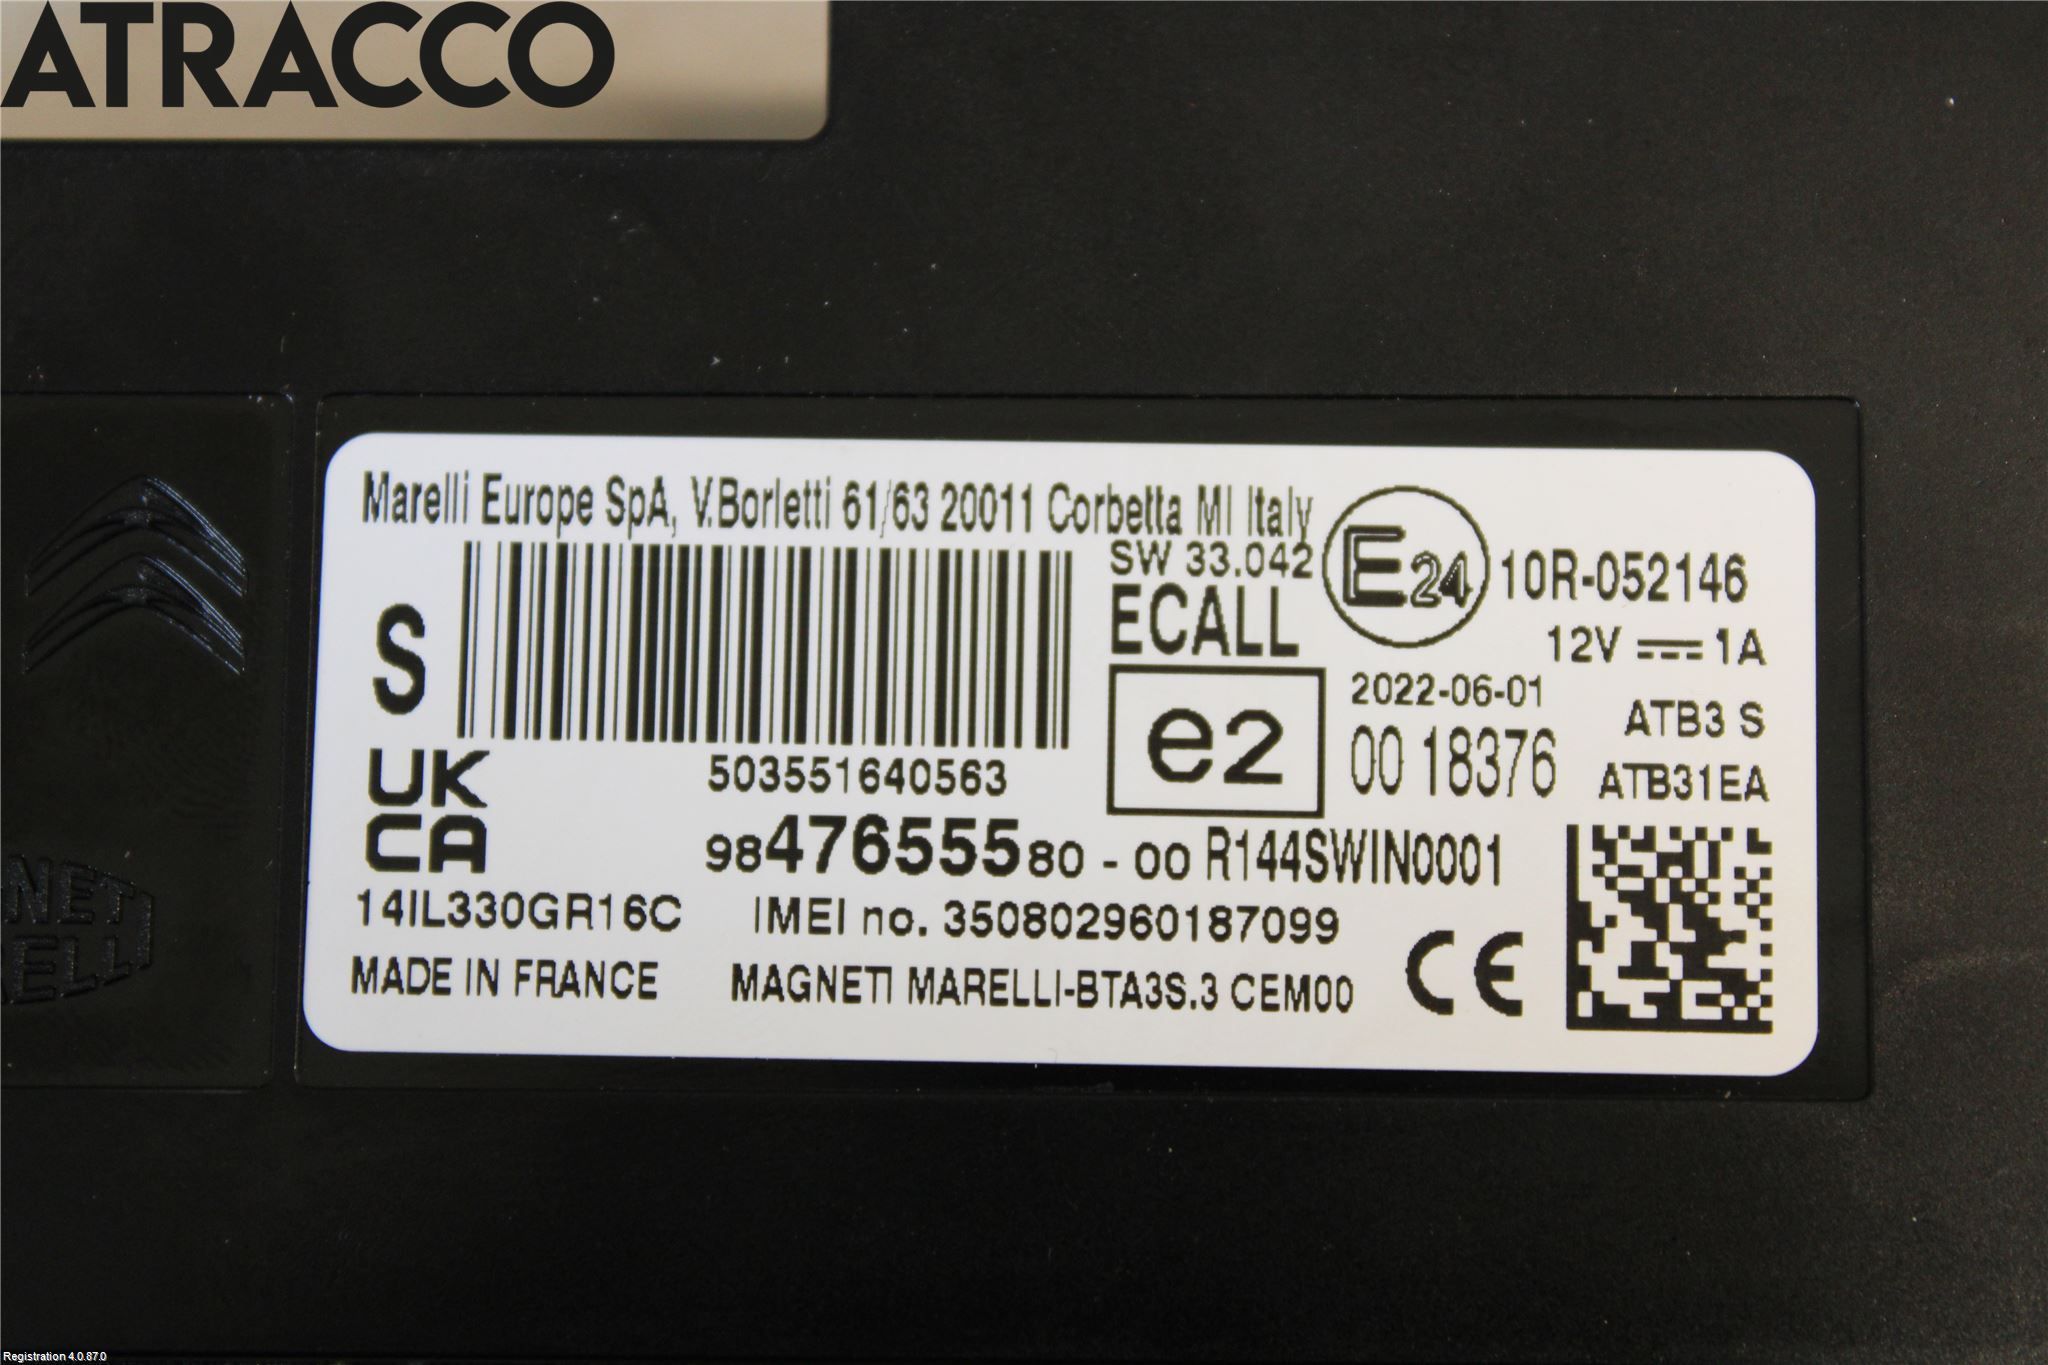 ATRACCO
Marelli Europe SpA, V.Borletti 61/63 20011 Corbetta MI Italy
SW 33.042
ECALL
E24 10R-052146
12V 1A
S
e2
2022-06-01
00 18376
ATB3 S
ATB31EA
UK
CA
503551640563
9847655580 - 00 R144SWIN0001
14IL330GR16C
IMEI no. 350802960187099
MADE IN FRANCE
MAGNETI MARELLI-BTA3S.3 CEM00
CE
Registration 4.0.87.0